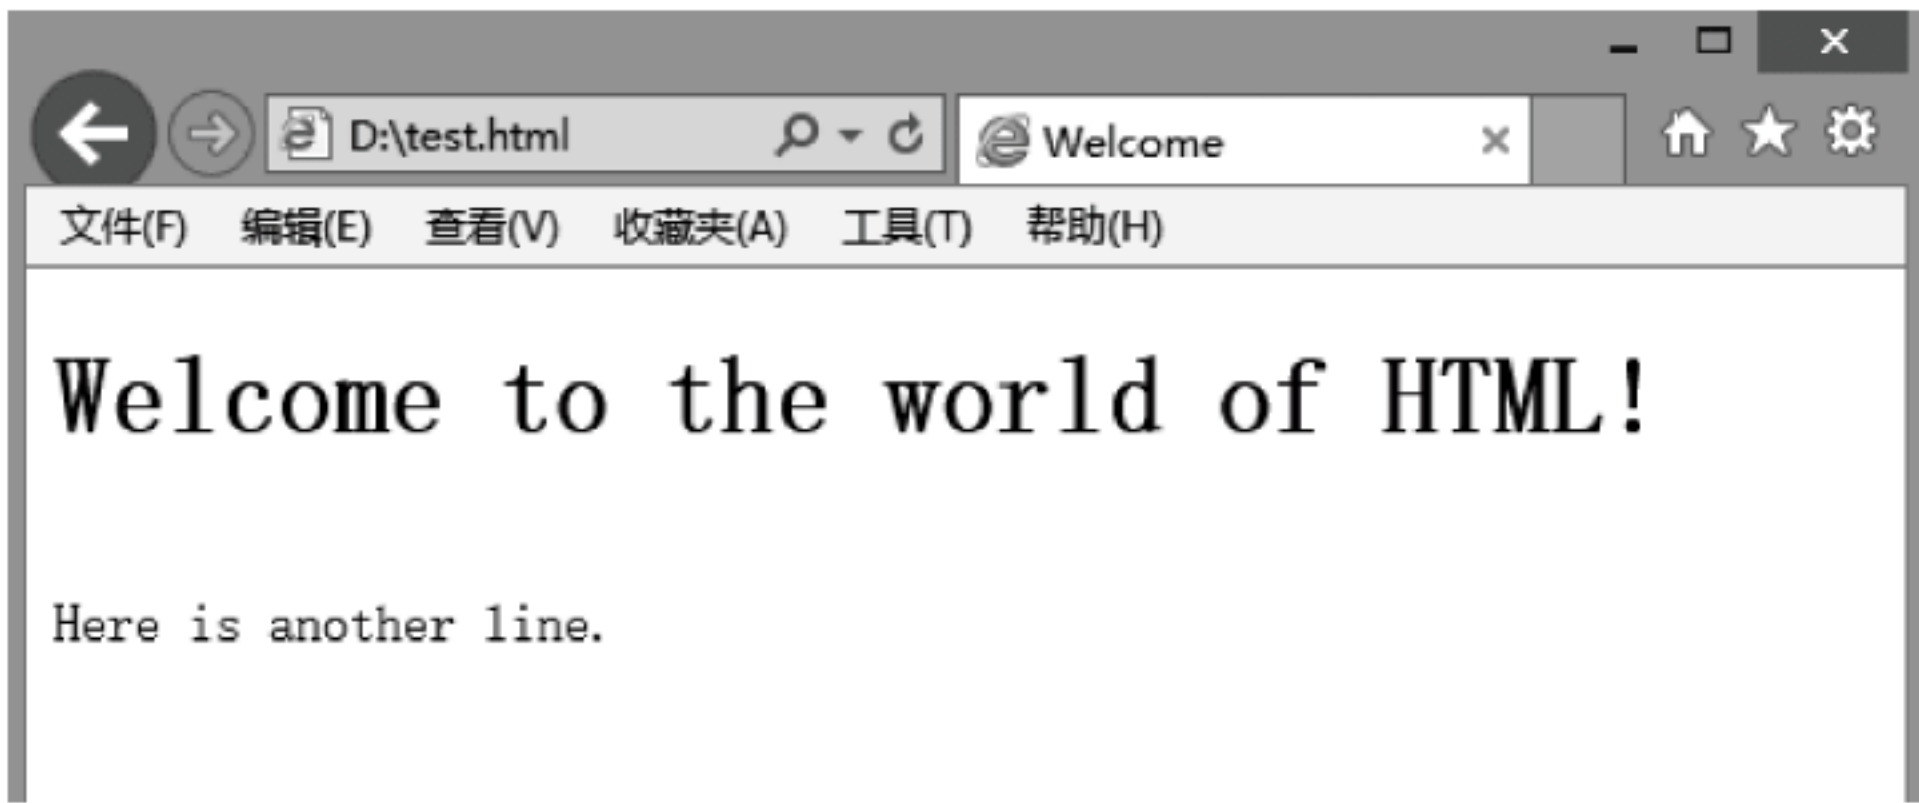 D:\test.html
Welcome
文件(F) 编辑(E) 查看(V) 收藏夹(A) 工具(T) 帮助(H)
Welcome to the world of HTML!
Here is another line.